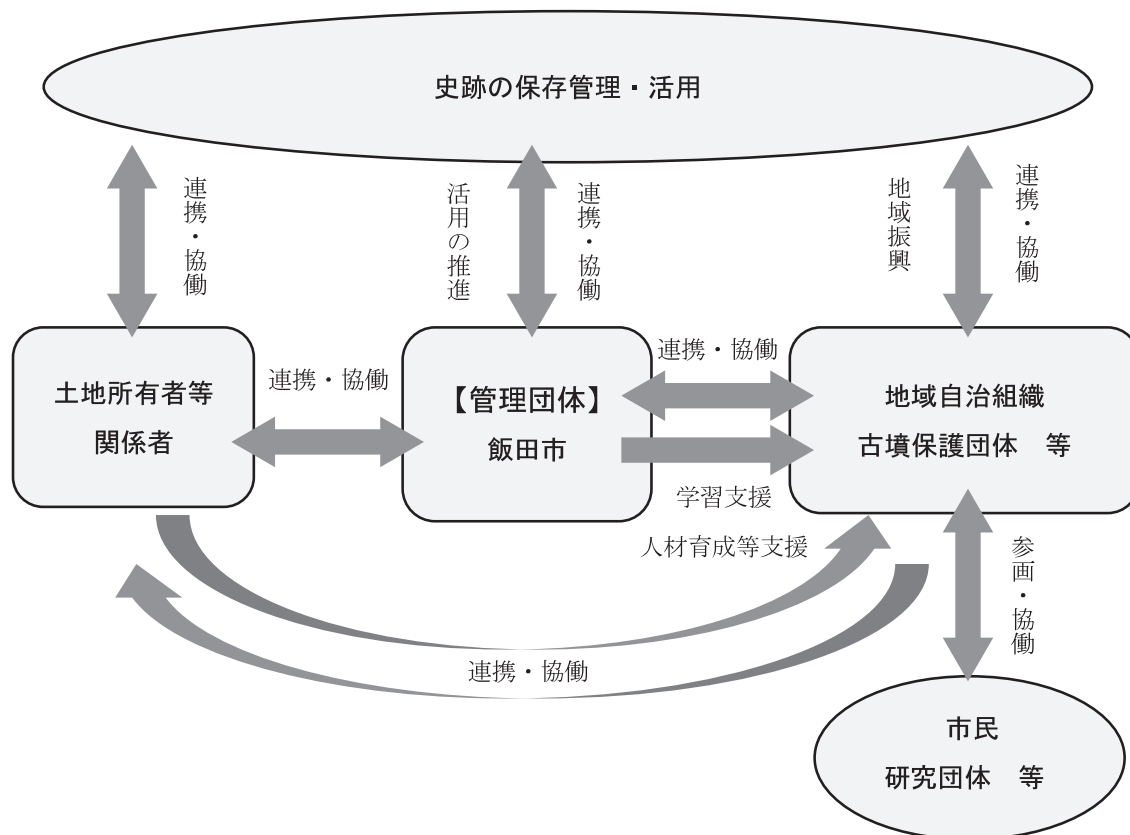 史跡の保存管理・活用
連携・協働
活用の推進
連携・協働
地域振興
連携・協働
土地所有者等
関係者
連携・協働
【管理団体】
飯田市
連携・協働
地域自治組織
古墳保護団体　等
学習支援
人材育成等支援
参画・協働
連携・協働
市民
研究団体　等